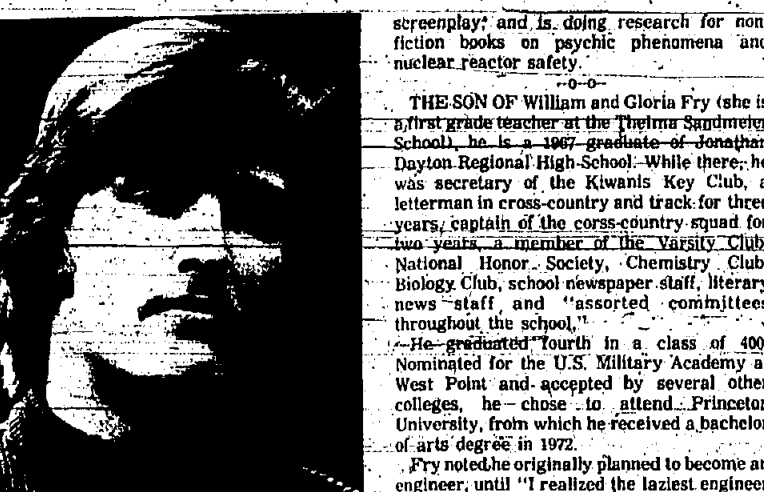 screenplay, and is doing research for non
fiction books on psychic phenomena and
nuclear reactor safety.
--o-o--
THE SON OF William and Gloria Fry (she is
a first grade teacher at the Thelma Sandmeier
School), he is a 1967 graduate of Jonathan
Dayton Regional High School. While there, he
was secretary of the Kiwanis Key Club, a
letterman in cross-country and track for three
years, captain of the corss-country squad for
two years, a member of the Varsity Club
National Honor Society, Chemistry Club
Biology Club, school newspaper staff, literary
news staff and "assorted committees
throughout the school."
He graduated fourth in a class of 400
Nominated for the U.S. Military Academy a
West Point and accepted by several other
colleges, he chose to attend Princeton
University, from which he received a bachelor
of arts degree in 1972.
Fry noted he originally planned to become an
engineer, until "I realized the laziest engineer